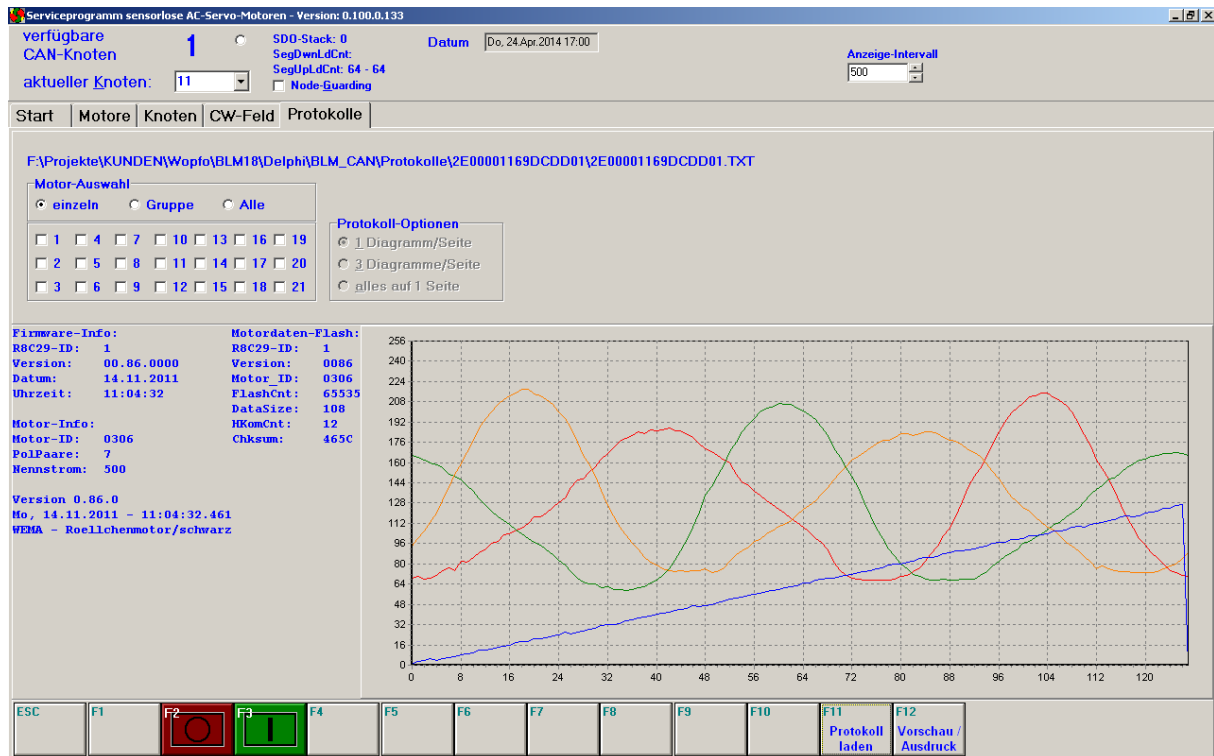 Serviceprogramm sensorlose AC-Servo-Motoren - Version: 0.100.0.133
verfügbare
CAN-Knoten
1
aktueller Knoten:
11
SDO-Stack: 0
SegDwnLdCnt:
SegUpLdCnt: 64 - 64
Node-Guarding
Datum
Do, 24.Apr.2014 17:00
Anzeige-Intervall
500
Start Motore Knoten CW-Feld Protokolle
F:\Projekte\KUNDEN\Wopfo\BLM18\Delphi\BLM_CAN\Protokolle\2E00001169DCDD01\2E00001169DCDD01.TXT
Motor-Auswahl
einzeln Gruppe Alle
1 4 7 10 13 16 19
2 5 8 11 14 17 20
3 6 9 12 15 18 21
Protokoll-Optionen
1 Diagramm/Seite
3 Diagramme/Seite
alles auf 1 Seite
Firmware-Info:
R8C29-ID: 1
Version: 00.86.0000
Datum: 14.11.2011
Uhrzeit: 11:04:32
Motor-Info:
Motor-ID: 0306
PolPaare: 7
Nennstrom: 500
Version 0.86.0
Mo, 14.11.2011 - 11:04:32.461
WEMA - Roellchenmotor/schwarz
Motordaten-Flash:
R8C29-ID: 1
Version: 0086
Motor_ID: 0306
FlashCnt: 65535
DataSize: 108
HKomCnt: 12
Chksum: 465C
256
240
224
208
192
176
160
144
128
112
96
80
64
48
32
16
0
0 8 16 24 32 40 48 56 64 72 80 88 96 104 112 120
ESC F1 F2 F3 F4 F5 F6 F7 F8 F9 F10
F11
Protokoll
laden
F12
Vorschau /
Ausdruck